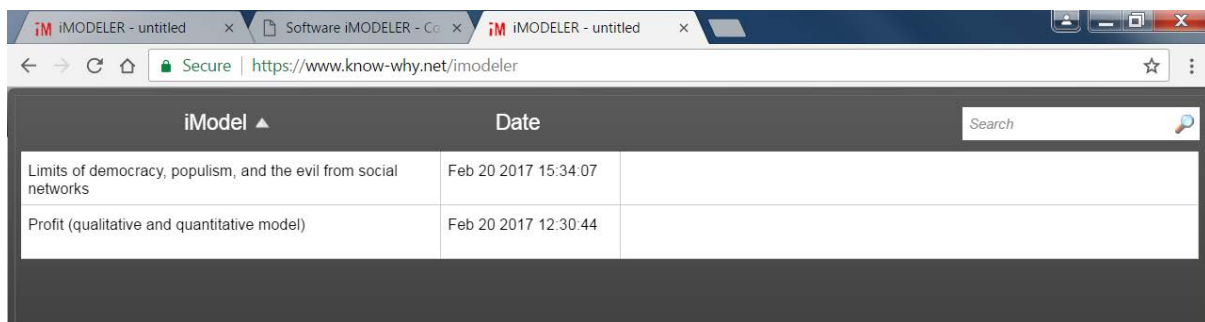 iM iMODELER - untitled
Software iMODELER - Co
iM iMODELER - untitled
Secure
https://www.know-why.net/imodeler
iModel ▲
Date
Search
Limits of democracy, populism, and the evil from social
networks
Feb 20 2017 15:34:07
Profit (qualitative and quantitative model)
Feb 20 2017 12:30:44